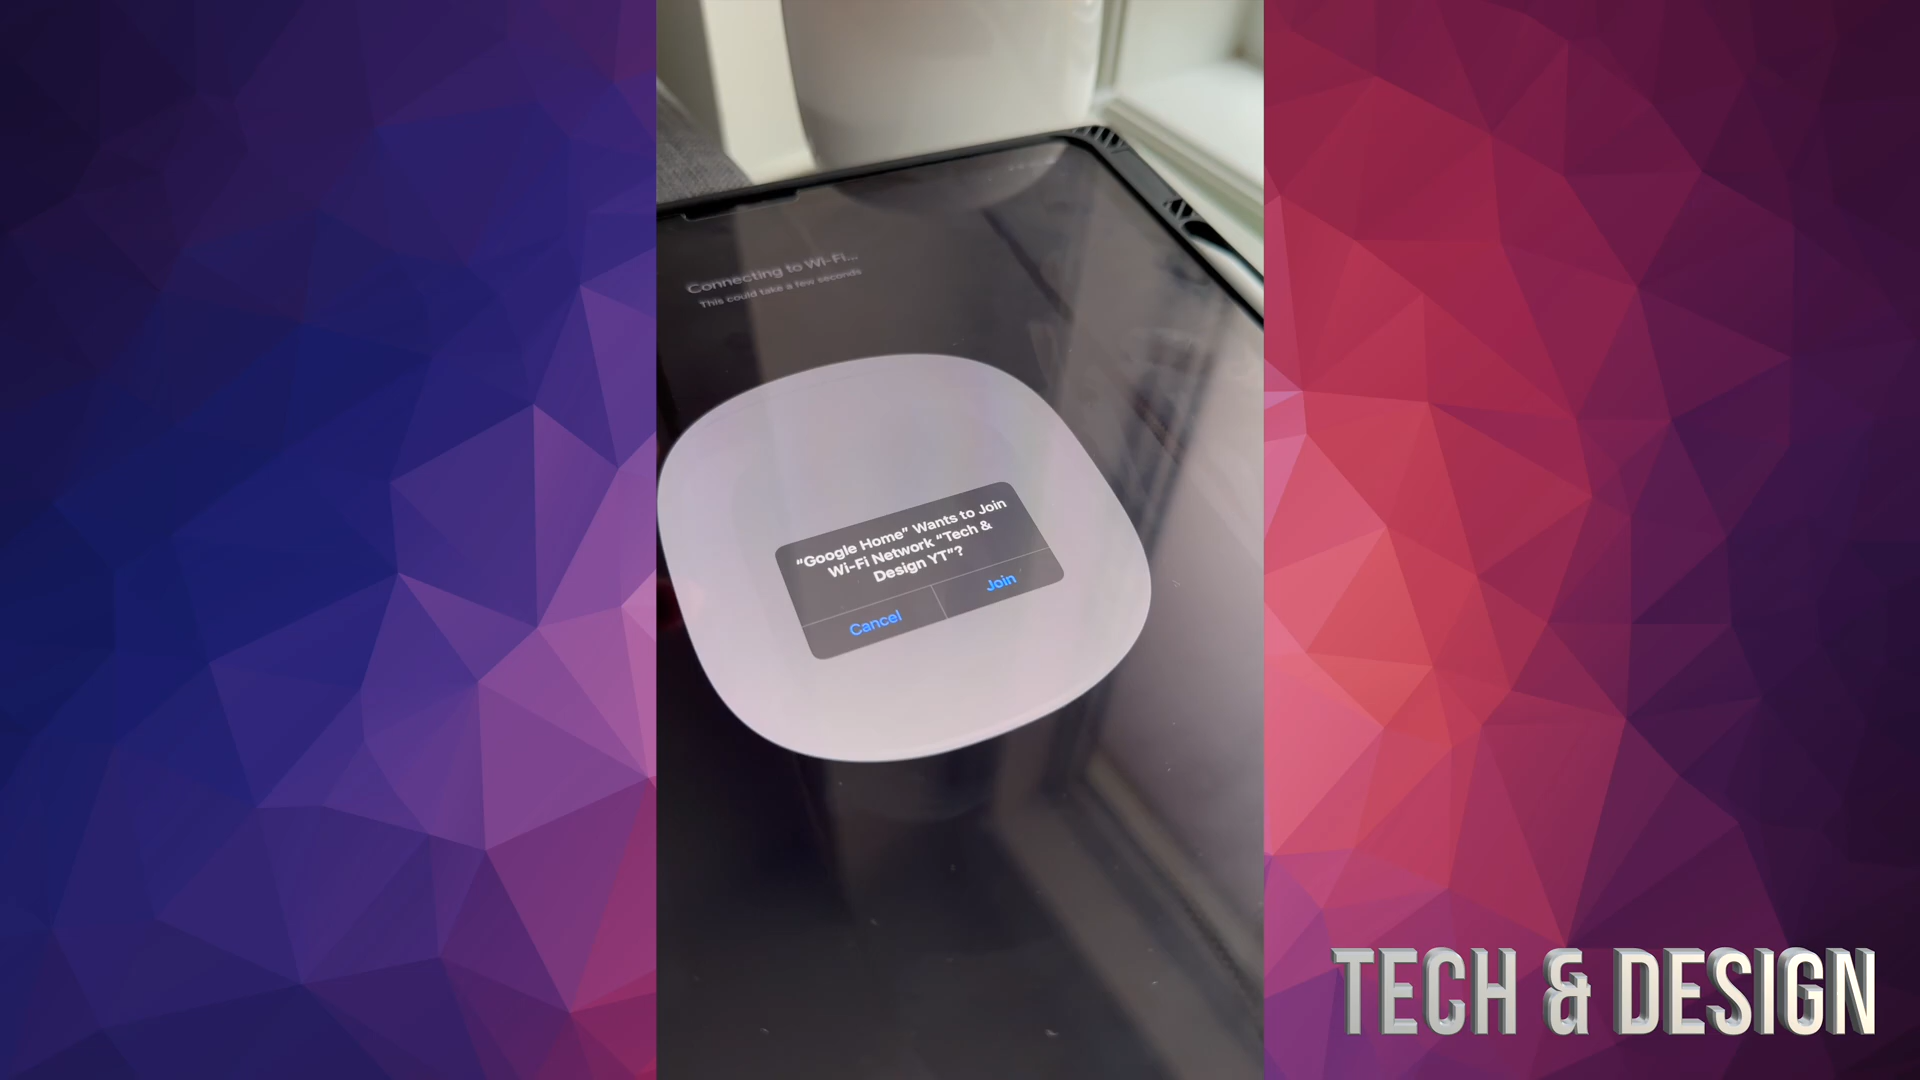 Connecting to Wi-Fi...
This could take a few seconds
“Google Home” Wants to Join
Wi-Fi Network “Tech &
Design YT”?
Cancel
Join
TECH & DESIGN